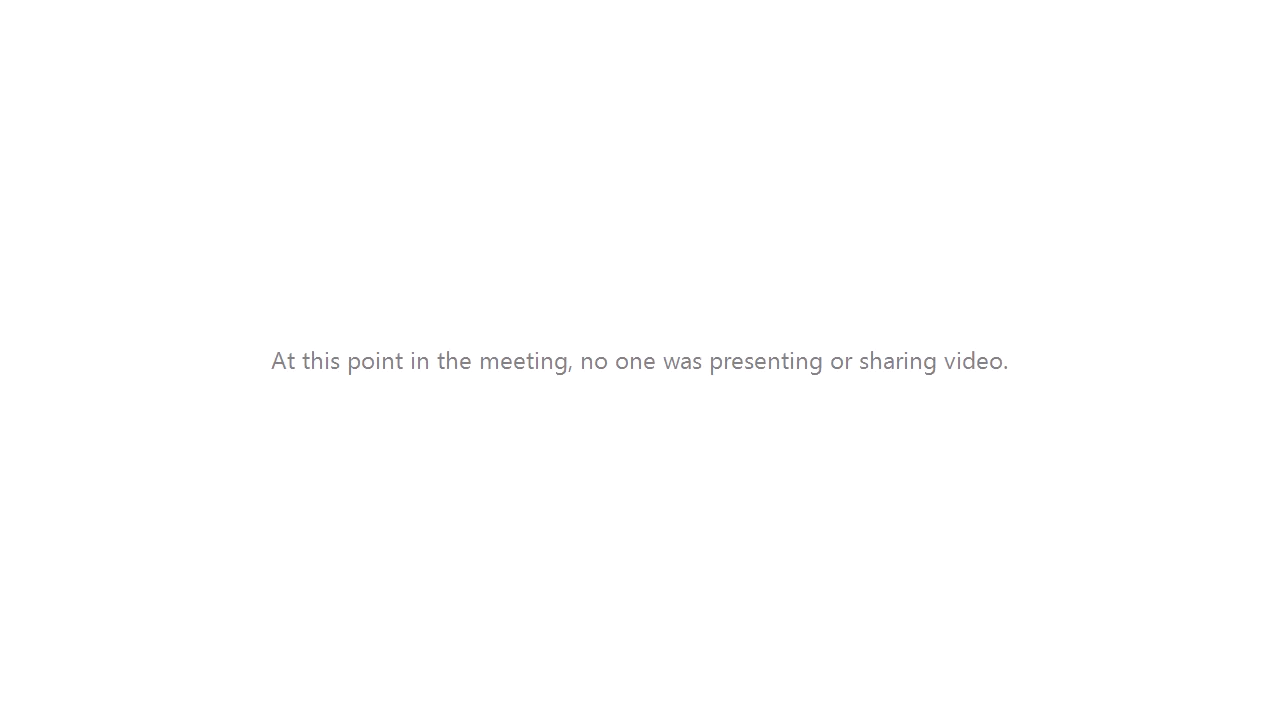 At this point in the meeting, no one was presenting or sharing video.